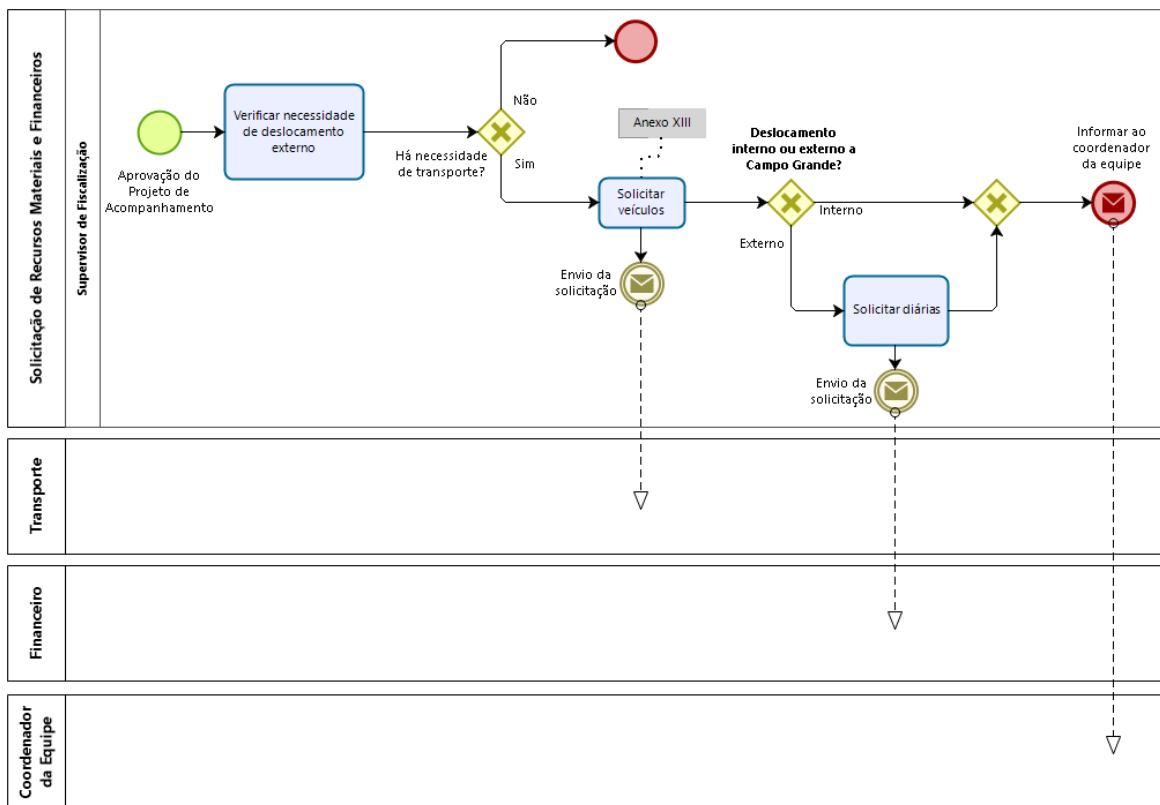 Solicitação de Recursos Materiais e Financeiros
Supervisor de Fiscalização
Aprovação do
Projeto de
Acompanhamento
Verificar necessidade
de deslocamento
externo
Há necessidade
de transporte?
Não
Sim
Anexo XIII
Solicitar
veículos
Envio da
solicitação
Deslocamento
interno ou externo a
Campo Grande?
Interno
Externo
Solicitar diárias
Envio da
solicitação
Informar ao
coordenador
da equipe
Transporte
Financeiro
Coordenador
da Equipe